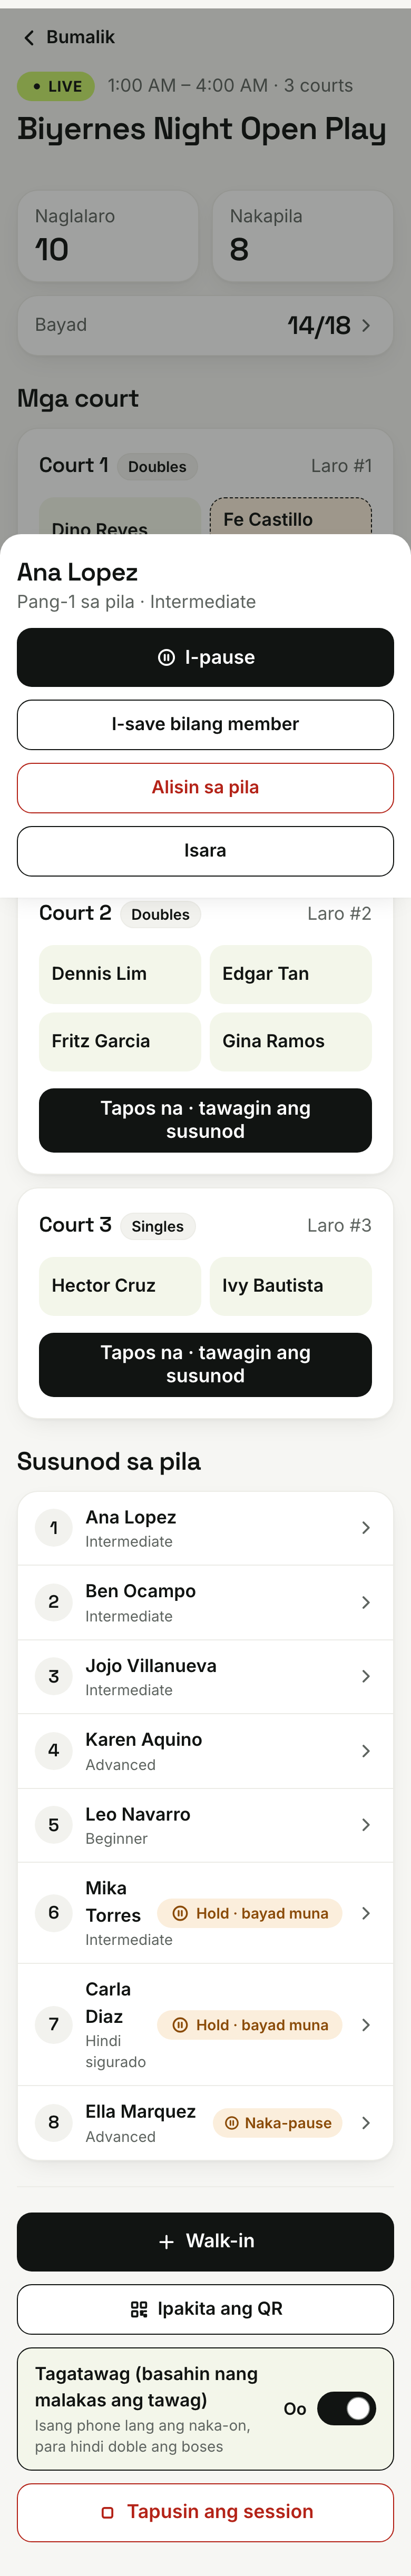 Bumalik
LIVE
1:00 AM – 4:00 AM · 3 courts
Biyernes Night Open Play
Naglalaro
10
Nakapila
8
Bayad
14/18
Mga court
Court 1
Doubles
Laro #1
Dino Reyes
Fe Castillo
Ana Lopez
Pang-1 sa pila · Intermediate
I-pause
I-save bilang member
Alisin sa pila
Isara
Court 2
Doubles
Laro #2
Dennis Lim
Edgar Tan
Fritz Garcia
Gina Ramos
Tapos na · tawagin ang
susunod
Court 3
Singles
Laro #3
Hector Cruz
Ivy Bautista
Tapos na · tawagin ang
susunod
Susunod sa pila
1
Ana Lopez
Intermediate
2
Ben Ocampo
Intermediate
3
Jojo Villanueva
Intermediate
4
Karen Aquino
Advanced
5
Leo Navarro
Beginner
6
Mika
Torres
Intermediate
Hold · bayad muna
7
Carla
Diaz
Hindi
sigurado
Hold · bayad muna
8
Ella Marquez
Advanced
Naka-pause
Walk-in
Ipakita ang QR
Tagatawag (basahin nang
malakas ang tawag)
Isang phone lang ang naka-on,
para hindi doble ang boses
Oo
Tapusin ang session